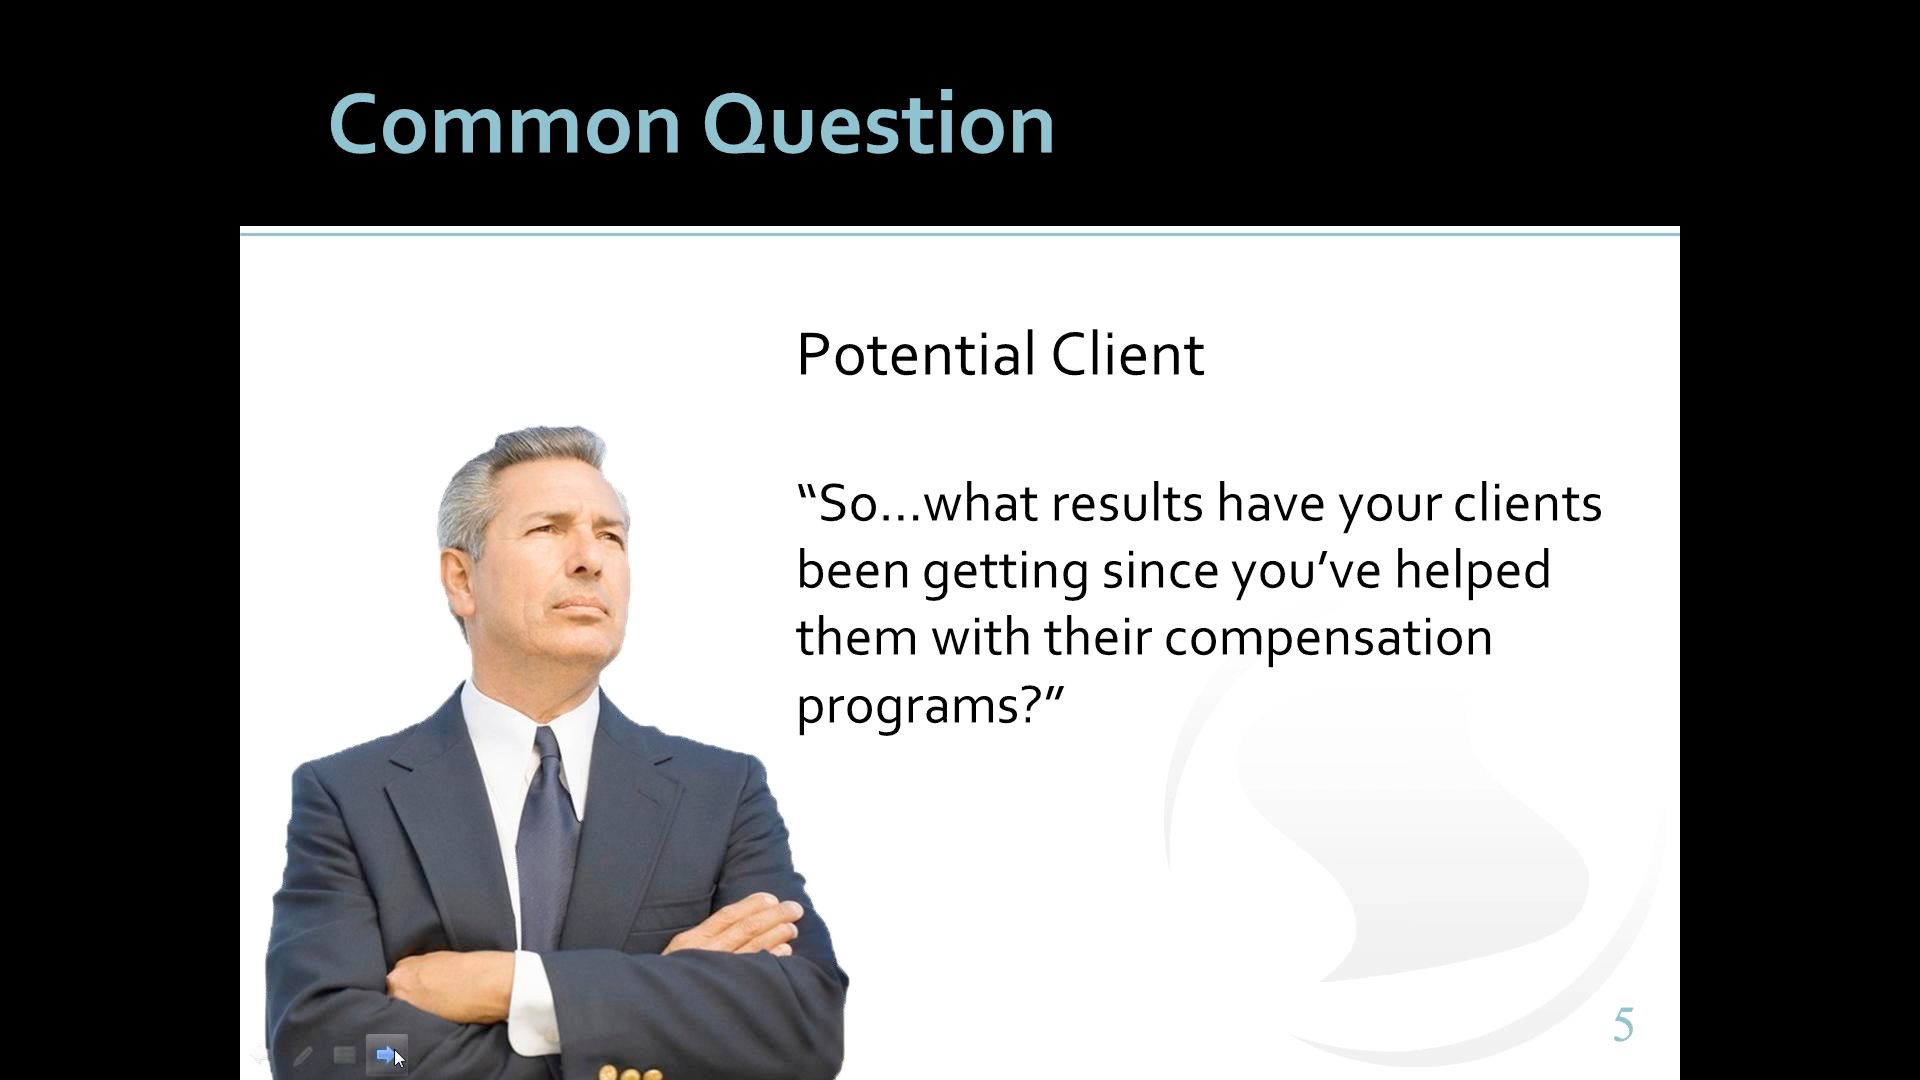 Common Question
Potential Client
“So…what results have your clients
been getting since you’ve helped
them with their compensation
programs?”
5